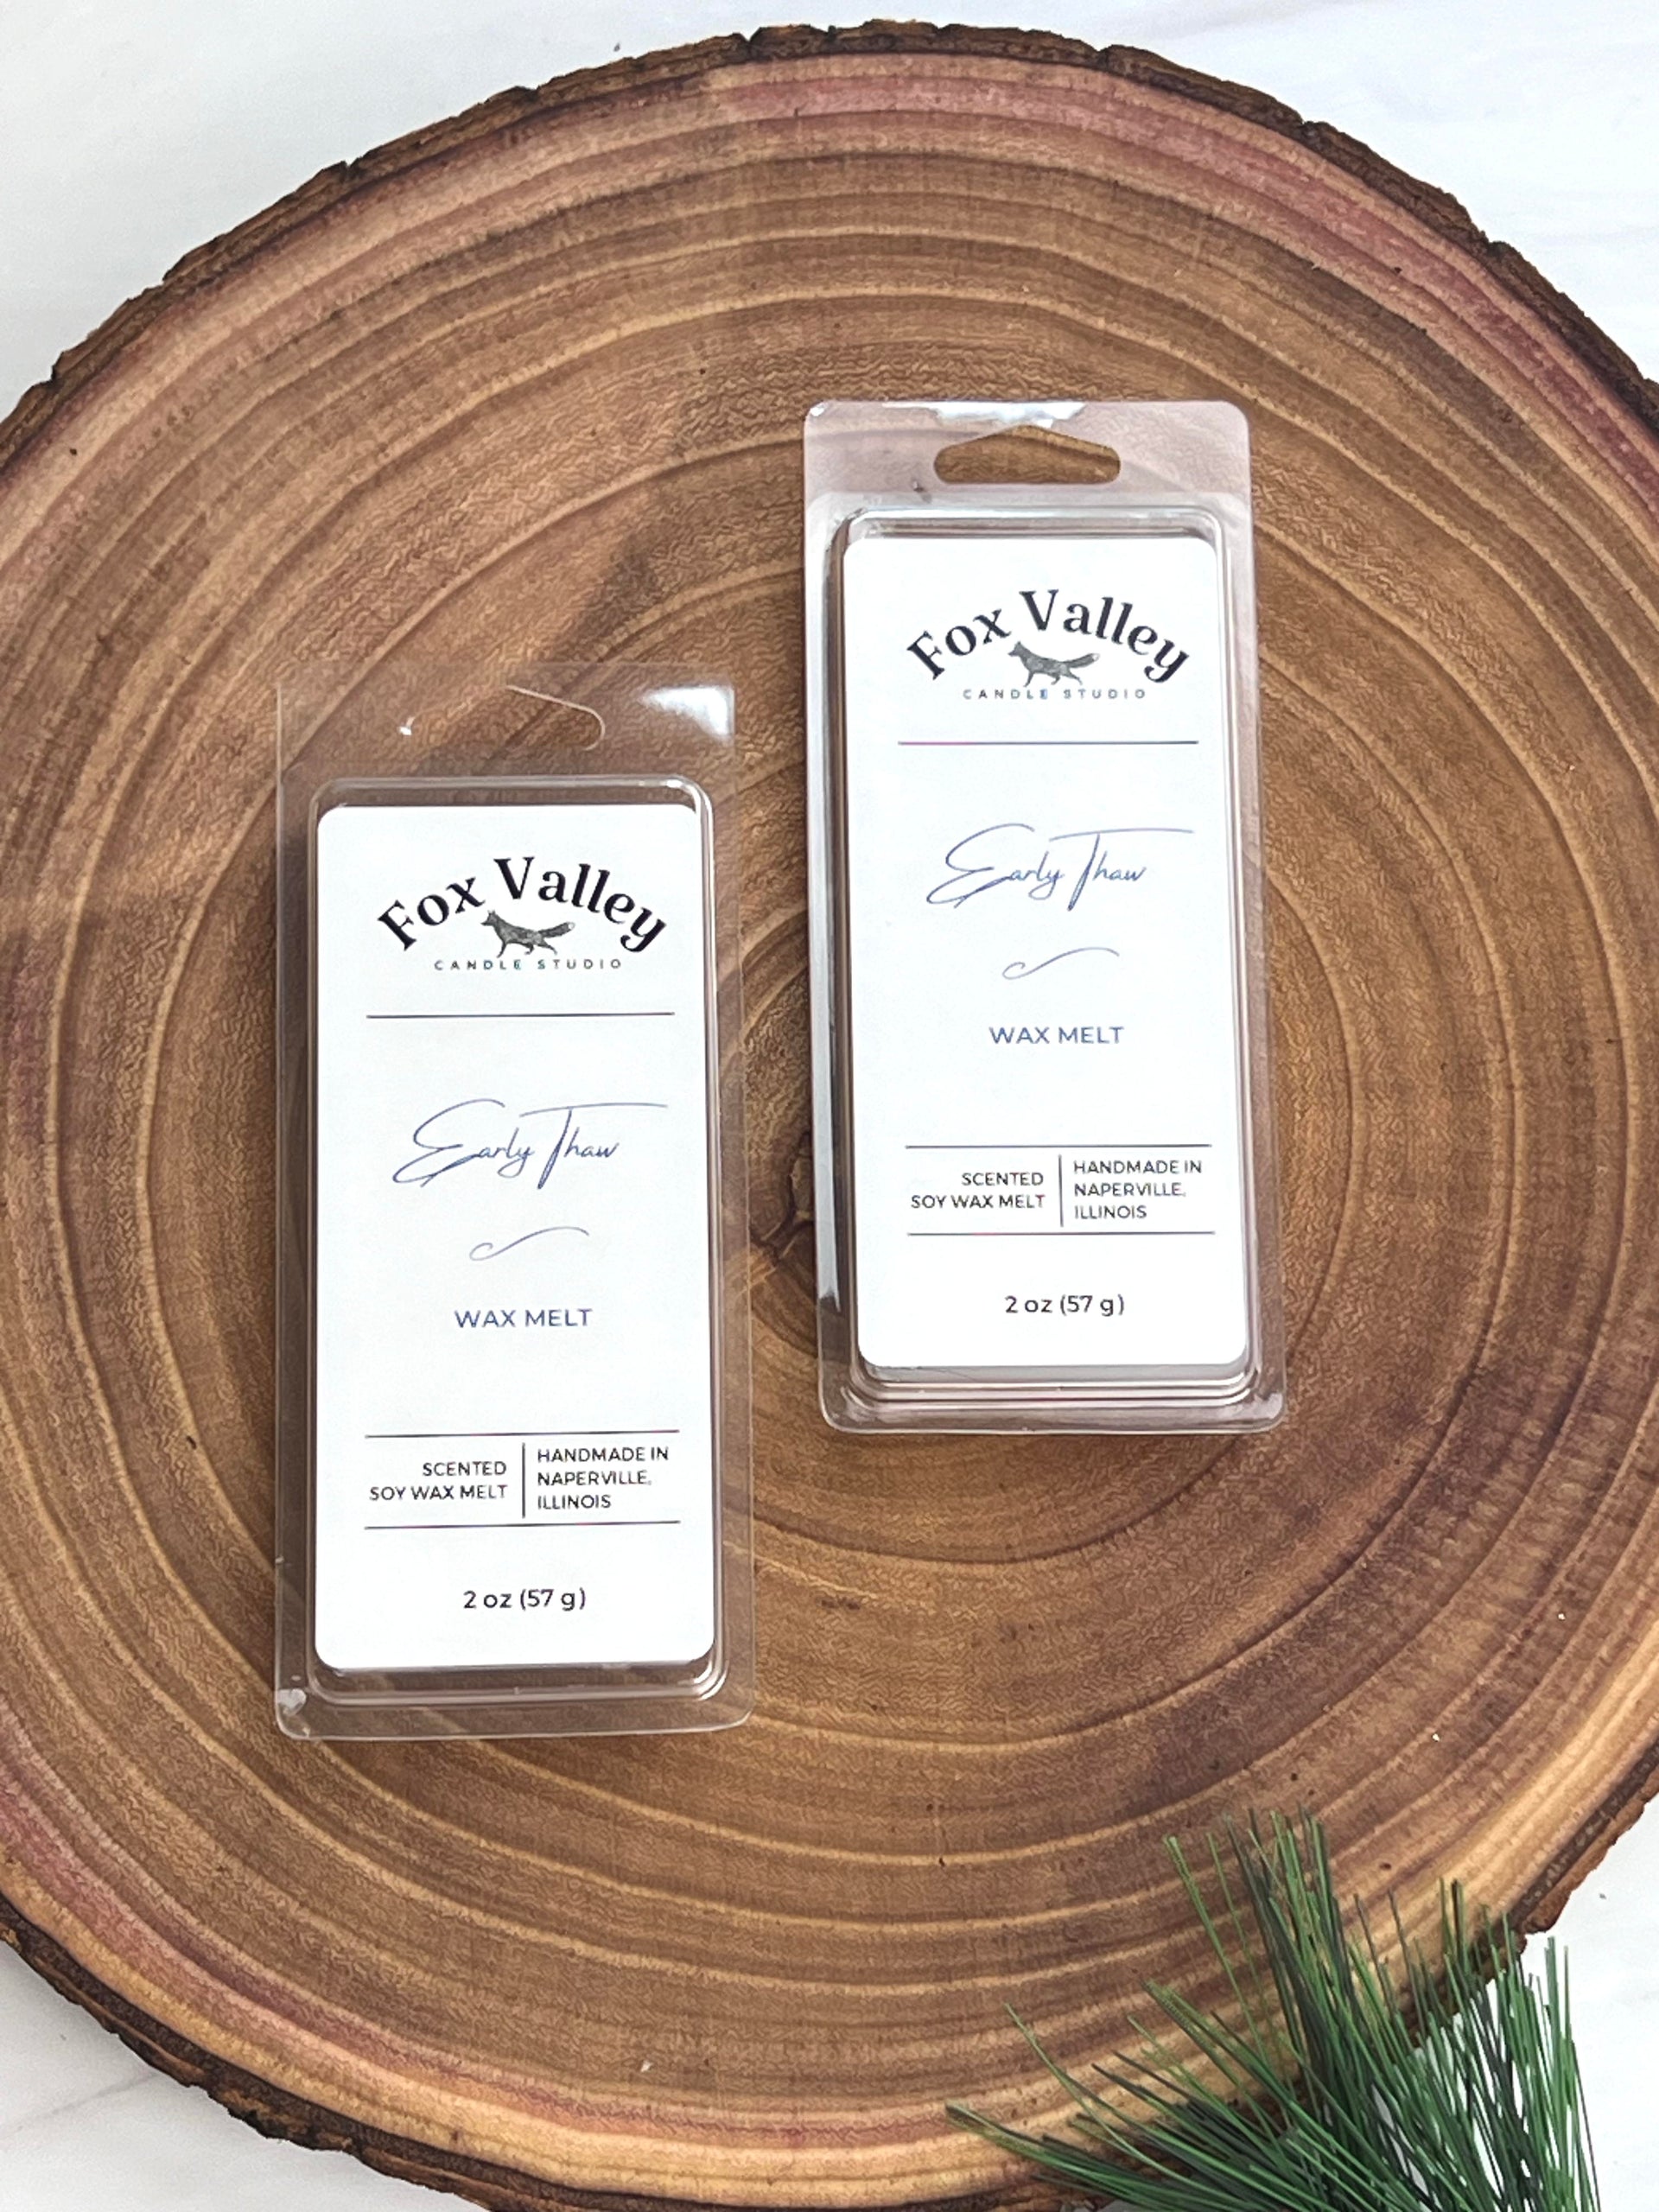 Fox Valley
CANDLE STUDIO
Early Thaw
WAX MELT
SCENTED
SOY WAX MELT
HANDMADE IN
NAPERVILLE,
ILLINOIS
2 oz (57 g)
Fox Valley
CANDLE STUDIO
Early Thaw
WAX MELT
SCENTED
SOY WAX MELT
HANDMADE IN
NAPERVILLE,
ILLINOIS
2 oz (57 g)